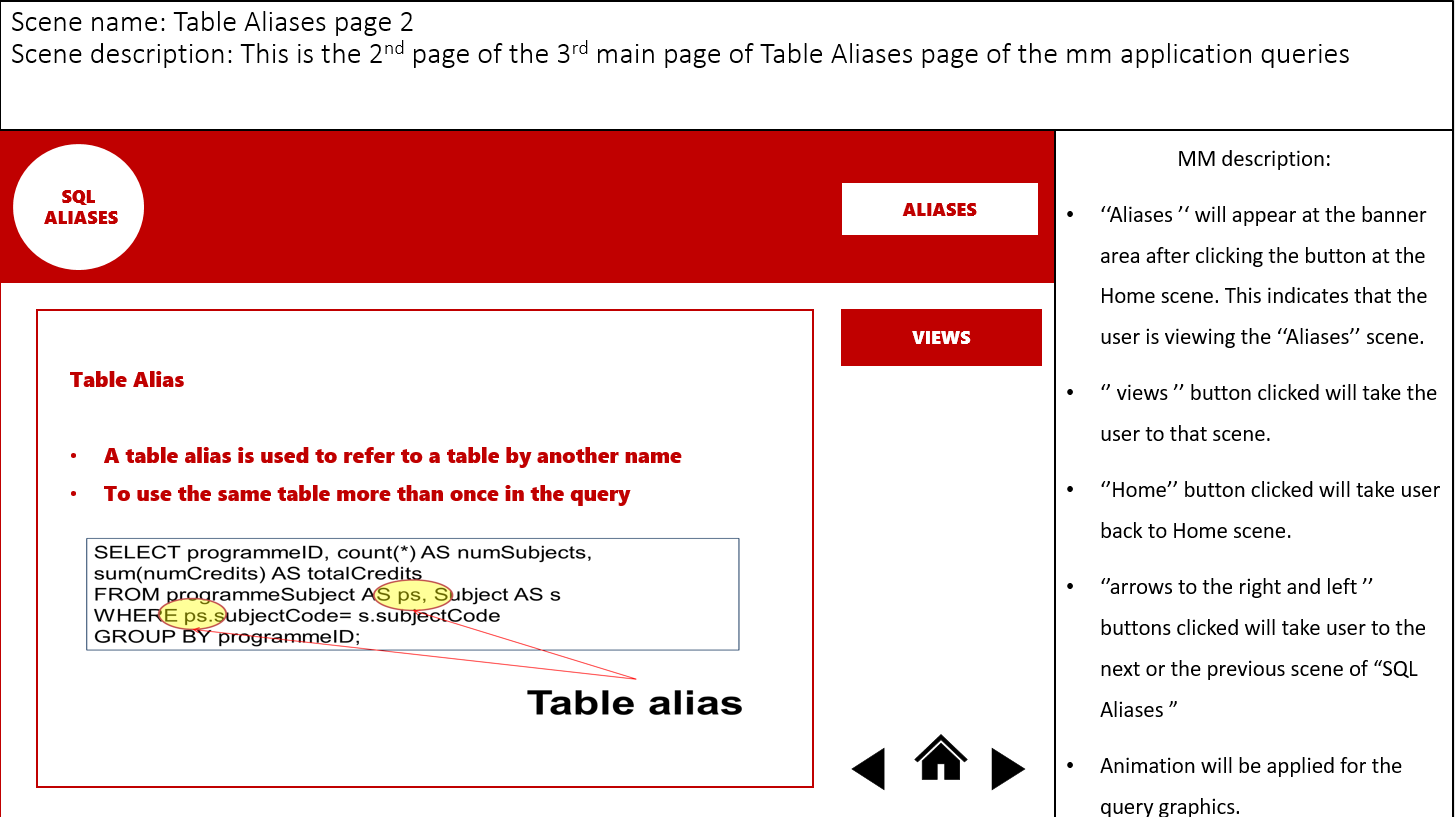 Scene name: Table Aliases page 2
Scene description: This is the 2nd page of the 3rd main page of Table Aliases page of the mm application queries
SQL
ALIASES
ALIASES
VIEWS
Table Alias
• A table alias is used to refer to a table by another name
• To use the same table more than once in the query
SELECT programmeID, count(*) AS numSubjects,
sum(numCredits) AS totalCredits
FROM programmeSubject AS ps, Subject AS s
WHERE ps.subjectCode= s.subjectCode
GROUP BY programmeID;
Table alias
MM description:
• ‘‘Aliases ’‘ will appear at the banner
area after clicking the button at the
Home scene. This indicates that the
user is viewing the ‘‘Aliases’’ scene.
• ‘’ views ’’ button clicked will take the
user to that scene.
• ‘’Home’’ button clicked will take user
back to Home scene.
• ‘’arrows to the right and left ’’
buttons clicked will take user to the
next or the previous scene of “SQL
Aliases ”
• Animation will be applied for the
query graphics.